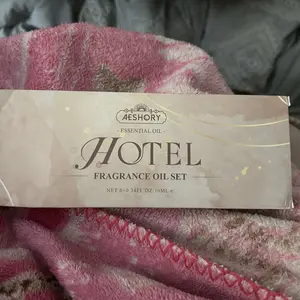 AESHORY
ESSENTIAL OIL
HOTEL
FRAGRANCE OIL SET